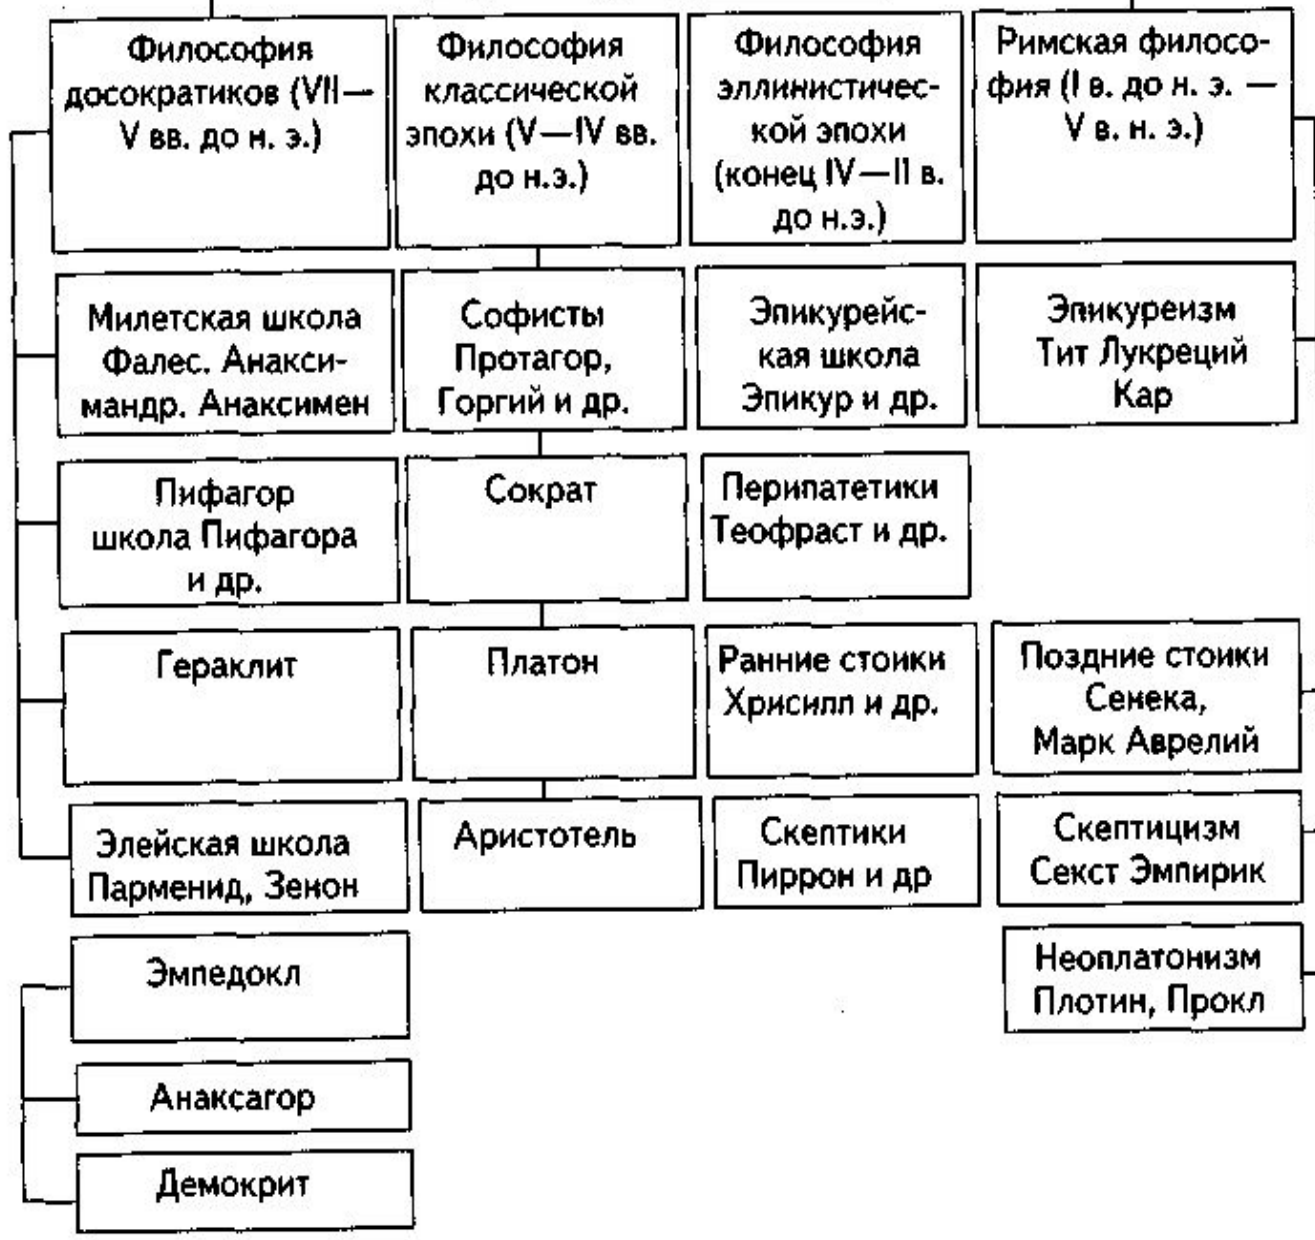 Философия
досократиков (VII—
V вв. до н. э.)
Философия
классической
эпохи (V—IV вв.
до н.э.)
Философия
эллинистичес-
кой эпохи
(конец IV—II в.
до н.э.)
Римская филосо-
фия (I в. до н. э. —
V в. н. э.)
Милетская школа
Фалес. Анакси-
мандр. Анаксимен
Софисты
Протагор,
Горгий и др.
Эпикурейс-
кая школа
Эпикур и др.
Эпикуреизм
Тит Лукреций
Кар
Пифагор
школа Пифагора
и др.
Сократ
Перипатетики
Теофраст и др.
Гераклит
Платон
Ранние стоики
Хрисилл и др.
Поздние стоики
Сенека,
Марк Аврелий
Элейская школа
Парменид, Зенон
Аристотель
Скептики
Пиррон и др
Скептицизм
Секст Эмпирик
Эмпедокл
Неоплатонизм
Плотин, Прокл
Анаксагор
Демокрит